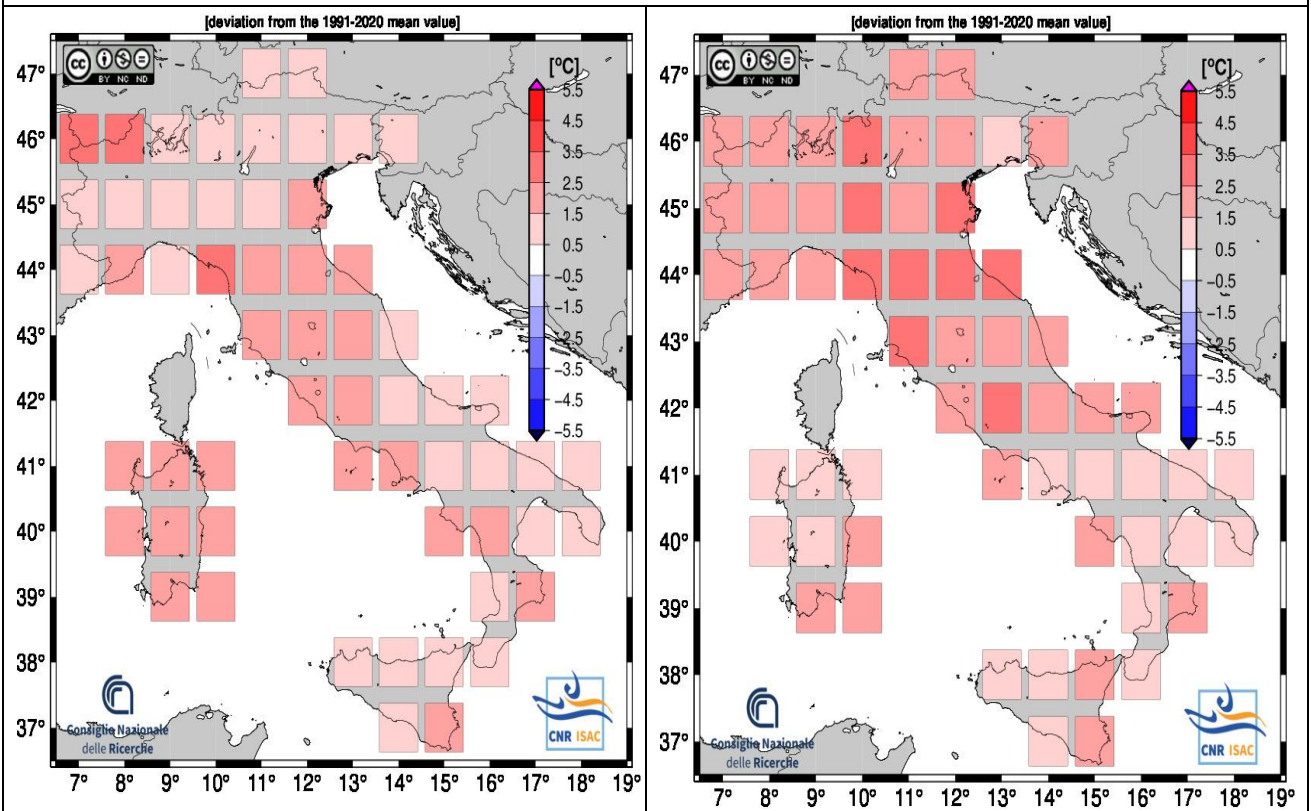 [deviation from the 1991-2020 mean value]
47°
46°
45°
44°
43°
42°
41°
40°
39°
38°
37°
7° 8° 9° 10° 11° 12° 13° 14° 15° 16° 17° 18° 19°
cc
BY NC ND
[°C]
5.5
4.5
3.5
2.5
1.5
0.5
−0.5
−1.5
−2.5
−3.5
−4.5
−5.5
Consiglio Nazionale
delle Ricerche
CNR ISAC
[deviation from the 1991-2020 mean value]
47°
46°
45°
44°
43°
42°
41°
40°
39°
38°
37°
7° 8° 9° 10° 11° 12° 13° 14° 15° 16° 17° 18° 19°
cc
BY NC ND
[°C]
5.5
4.5
3.5
2.5
1.5
0.5
−0.5
−1.5
−2.5
−3.5
−4.5
−5.5
Consiglio Nazionale
delle Ricerche
CNR ISAC